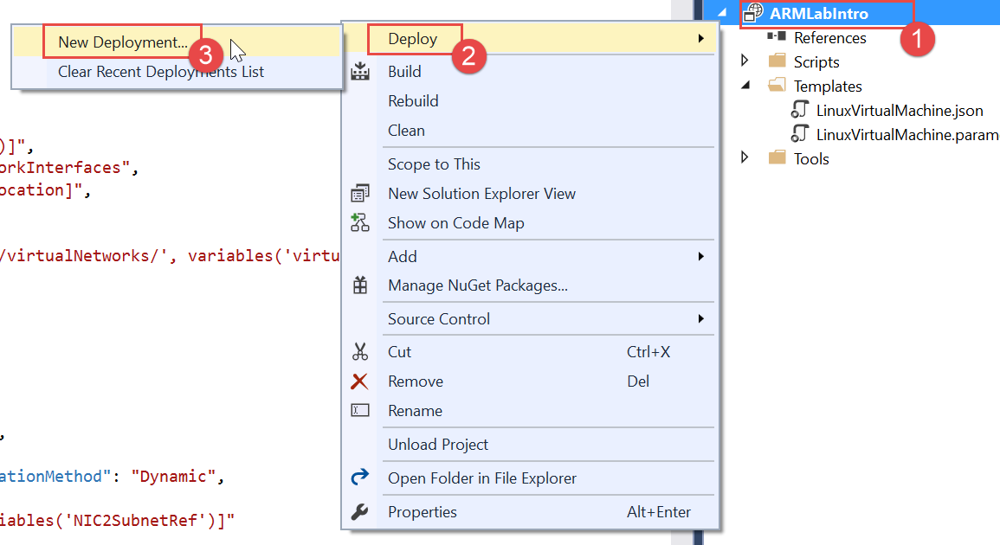 New Deployment...
3
Clear Recent Deployments List
)]",
orkInterfaces",
ocation]",
/virtualNetworks/', variables('virtu
,
ationMethod": "Dynamic",
iables('NIC2SubnetRef')]"
Deploy
2
Build
Rebuild
Clean
Scope to This
New Solution Explorer View
Show on Code Map
Add
Manage NuGet Packages...
Source Control
Cut Ctrl+X
Remove Del
Rename
Unload Project
Open Folder in File Explorer
Properties Alt+Enter
ARMLabIntro
1
References
Scripts
Templates
LinuxVirtualMachine.json
LinuxVirtualMachine.parame
Tools